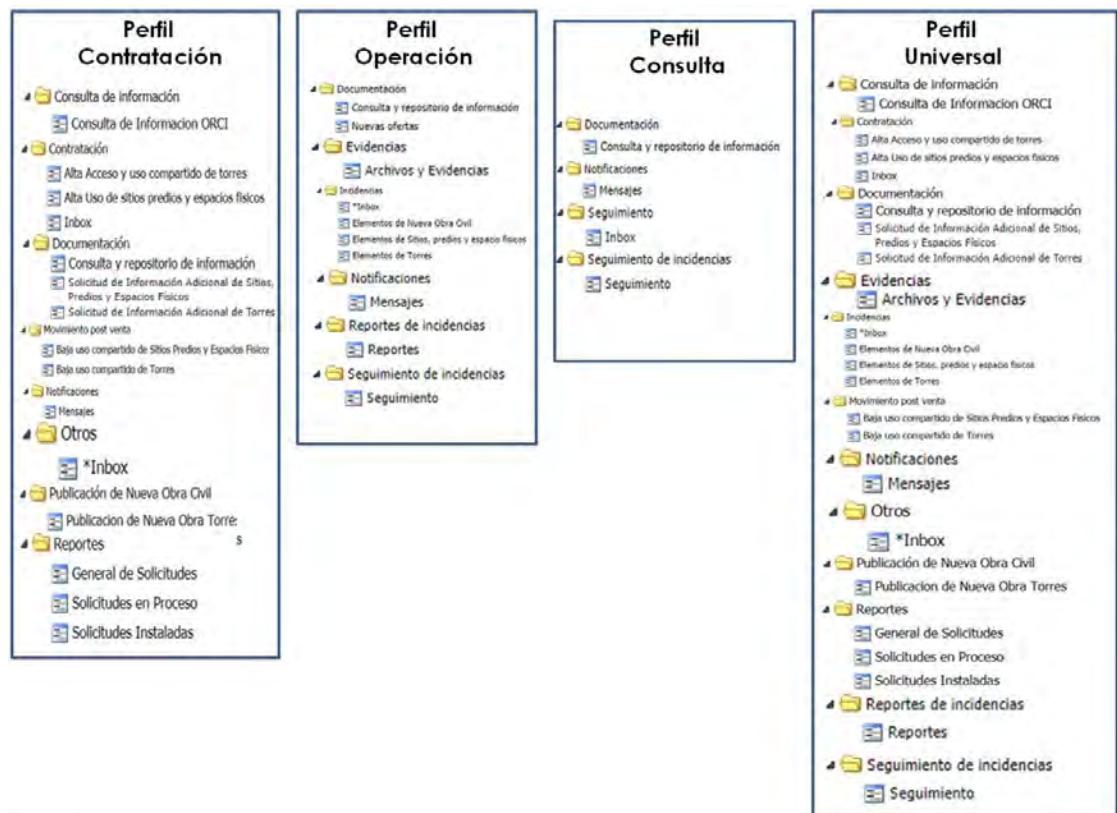 Perfil
Contratación
Consulta de información
Consulta de Informacion ORCI
Contratación
Alta Acceso y uso compartido de torres
Alta Uso de sitios predios y espacios físicos
Inbox
Documentación
Consulta y repositorio de información
Solicitud de Información Adicional de Sitios,
Predios y Espacios Físicos
Solicitud de Información Adicional de Torres
Movimiento post venta
Baja uso compartido de Sitios Predios y Espacios Físico
Baja uso compartido de Torres
Notificaciones
Mensajes
Otros
*Inbox
Publicación de Nueva Obra Civil
Publicacion de Nueva Obra Torres
Reportes
General de Solicitudes
Solicitudes en Proceso
Solicitudes Instaladas
Perfil
Operación
Documentación
Consulta y repositorio de información
Nuevas ofertas
Evidencias
Archivos y Evidencias
Incidencias
*Inbox
Elementos de Nueva Obra Civil
Elementos de Sitios, predios y espacio físicos
Elementos de Torres
Notificaciones
Mensajes
Reportes de incidencias
Reportes
Seguimiento de incidencias
Seguimiento
Perfil
Consulta
Documentación
Consulta y repositorio de información
Notificaciones
Mensajes
Seguimiento
Inbox
Seguimiento de incidencias
Seguimiento
Perfil
Universal
Consulta de información
Consulta de Informacion ORCI
Contratación
Alta Acceso y uso compartido de torres
Alta Uso de sitios predios y espacios físicos
Inbox
Documentación
Consulta y repositorio de información
Solicitud de Información Adicional de Sitios,
Predios y Espacios Físicos
Solicitud de Información Adicional de Torres
Evidencias
Archivos y Evidencias
Incidencias
*Inbox
Elementos de Nueva Obra Civil
Elementos de Sitios, predios y espacio físicos
Elementos de Torres
Movimiento post venta
Baja uso compartido de Sitios Predios y Espacios Físicos
Baja uso compartido de Torres
Notificaciones
Mensajes
Otros
*Inbox
Publicación de Nueva Obra Civil
Publicacion de Nueva Obra Torres
Reportes
General de Solicitudes
Solicitudes en Proceso
Solicitudes Instaladas
Reportes de incidencias
Reportes
Seguimiento de incidencias
Seguimiento